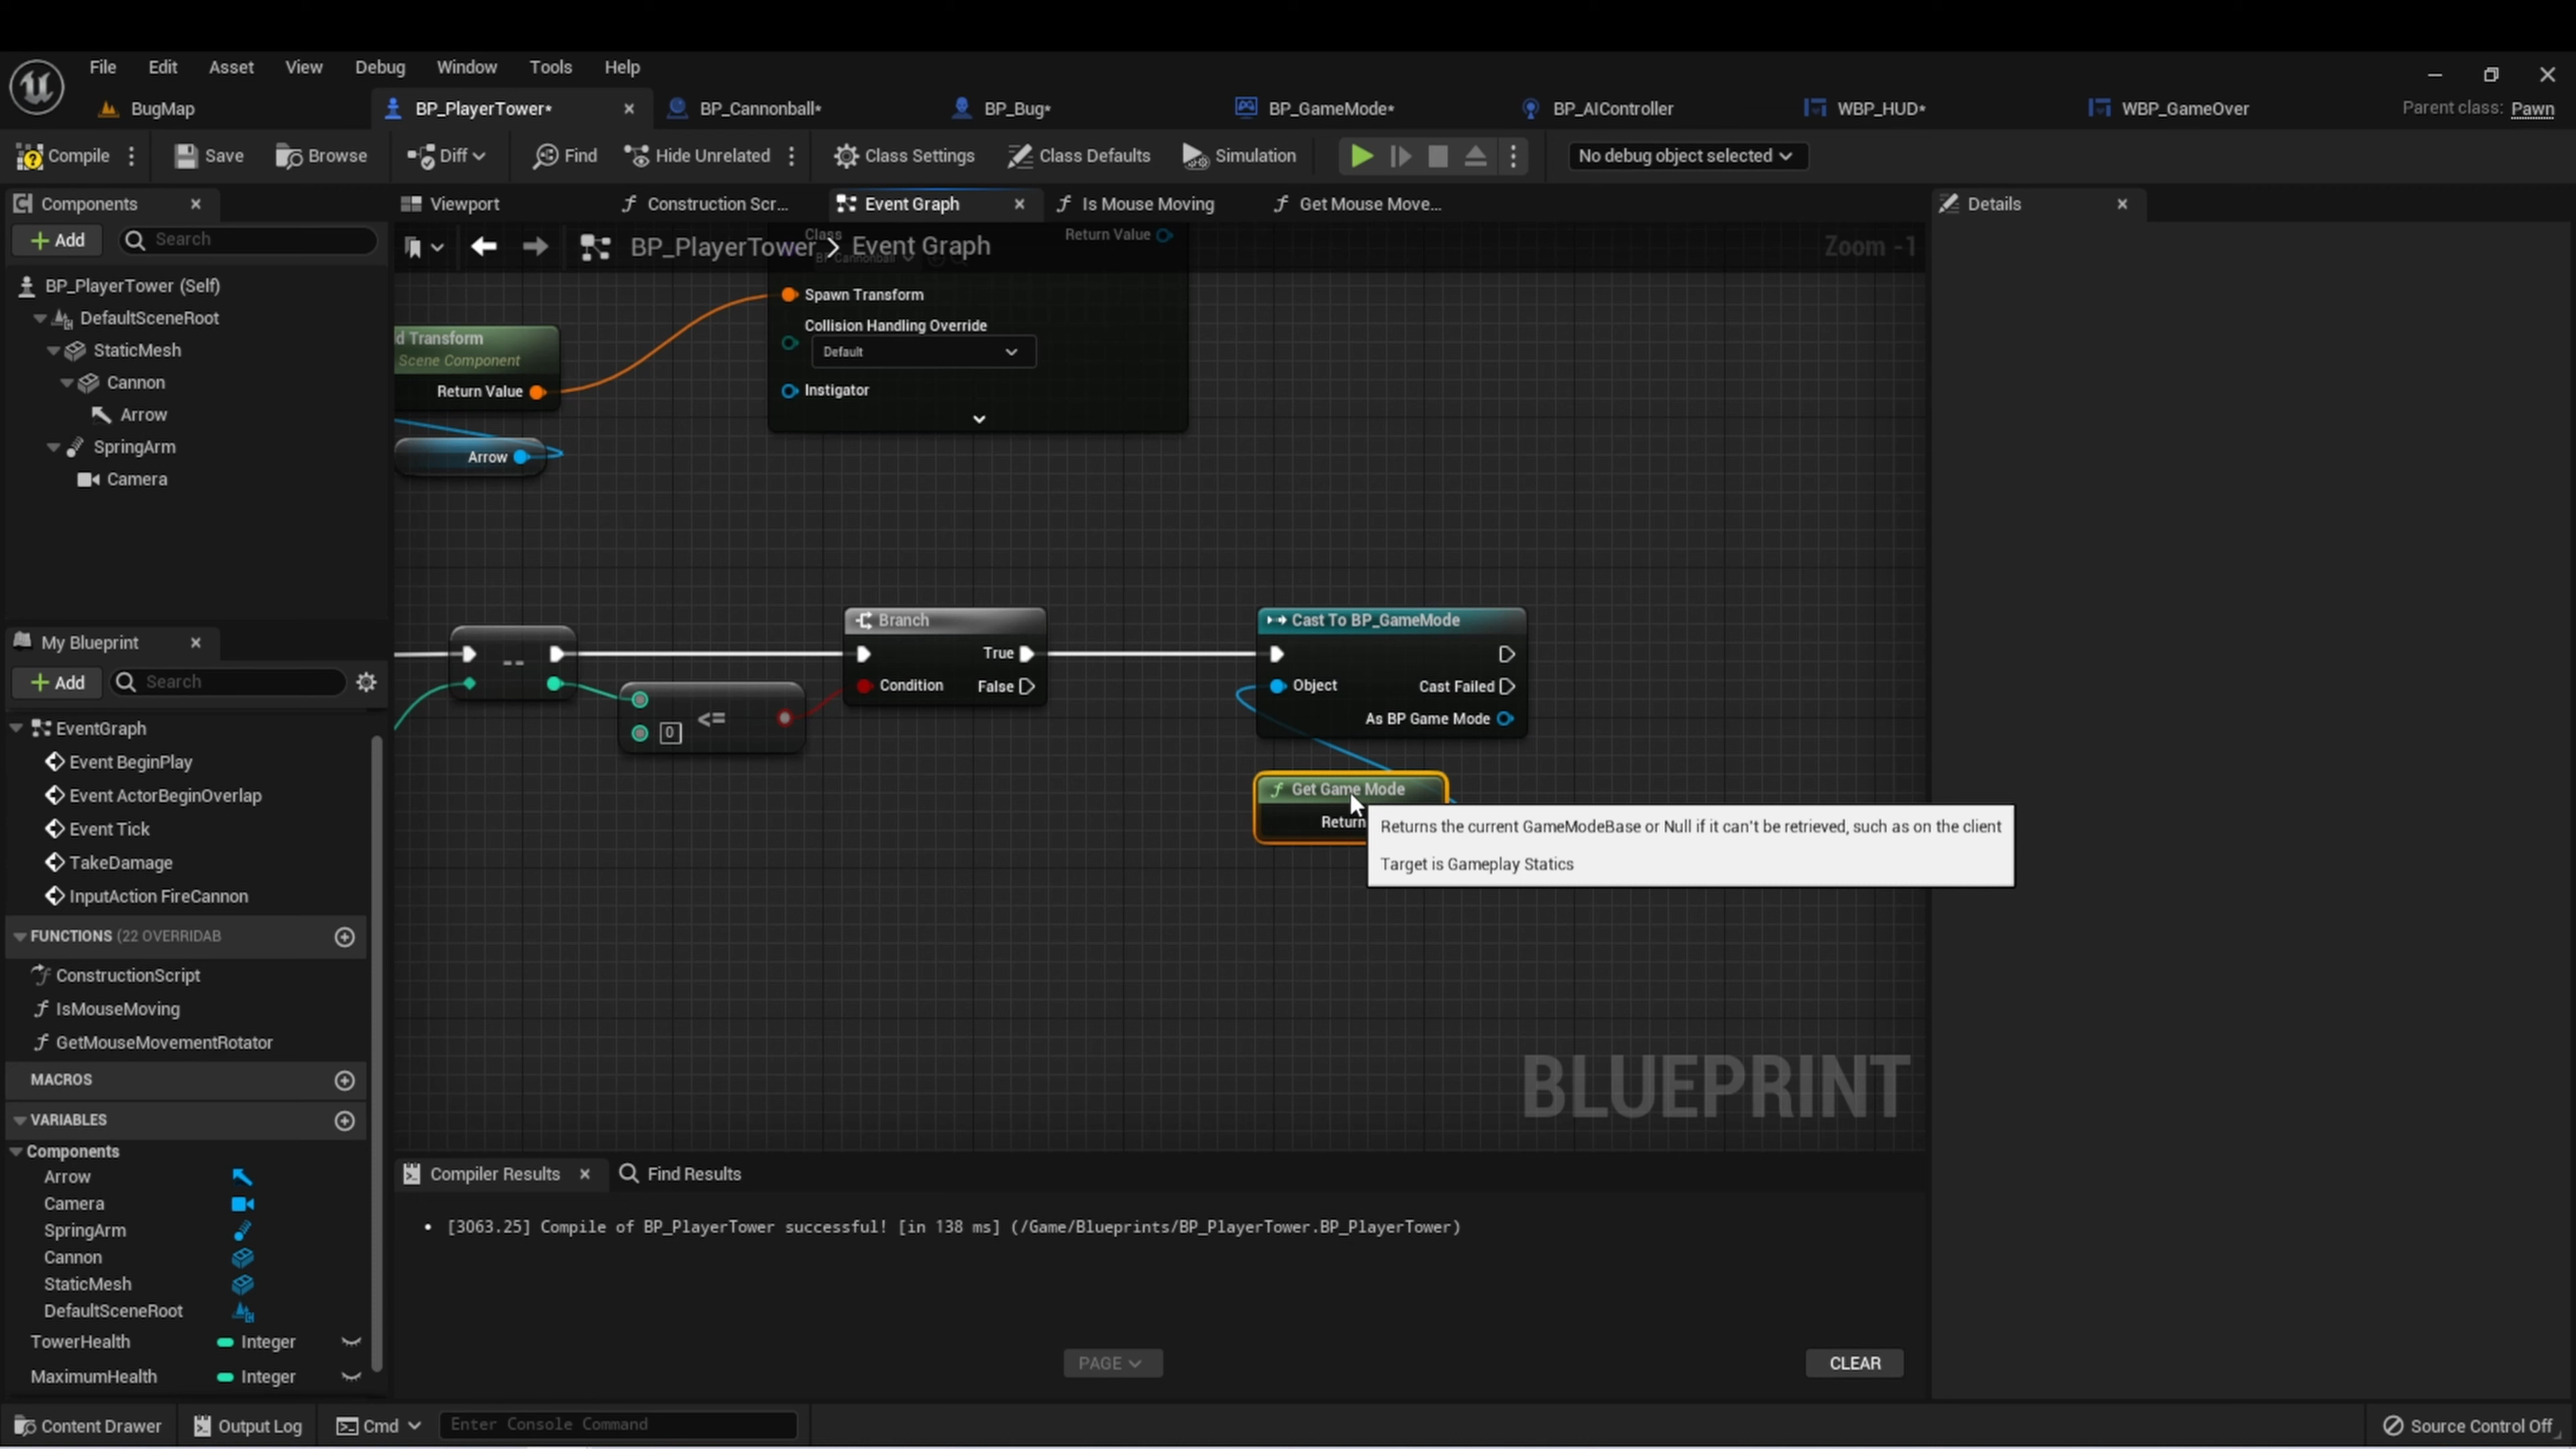 File Edit Asset View Debug Window Tools Help
BugMap BP_PlayerTower* BP_Cannonball* BP_Bug* BP_GameMode* BP_AIController WBP_HUD* WBP_GameOver Parent class: Pawn
Compile Save Browse Diff Find Hide Unrelated Class Settings Class Defaults Simulation No debug object selected
Components
Viewport Construction Scr... Event Graph Is Mouse Moving Get Mouse Move... Details
Add Search
BP_PlayerTower > Event Graph Zoom -1
Class Return Value
BP_Cannonball
BP_PlayerTower (Self)
DefaultSceneRoot
StaticMesh
Cannon
Arrow
SpringArm
Camera
Spawn Transform
Collision Handling Override
Default
Instigator
d Transform
Scene Component
Return Value
Arrow
--
0 <=
Branch
True
Condition False
Cast To BP_GameMode
Object Cast Failed
As BP Game Mode
Get Game Mode
Return
Returns the current GameModeBase or Null if it can't be retrieved, such as on the client
Target is Gameplay Statics
BLUEPRINT
My Blueprint
Add Search
EventGraph
Event BeginPlay
Event ActorBeginOverlap
Event Tick
TakeDamage
InputAction FireCannon
FUNCTIONS (22 OVERRIDAB
ConstructionScript
IsMouseMoving
GetMouseMovementRotator
MACROS
VARIABLES
Components
Arrow
Camera
SpringArm
Cannon
StaticMesh
DefaultSceneRoot
TowerHealth Integer
MaximumHealth Integer
Compiler Results Find Results
• [3063.25] Compile of BP_PlayerTower successful! [in 138 ms] (/Game/Blueprints/BP_PlayerTower.BP_PlayerTower)
PAGE CLEAR
Content Drawer Output Log Cmd Enter Console Command Source Control Off